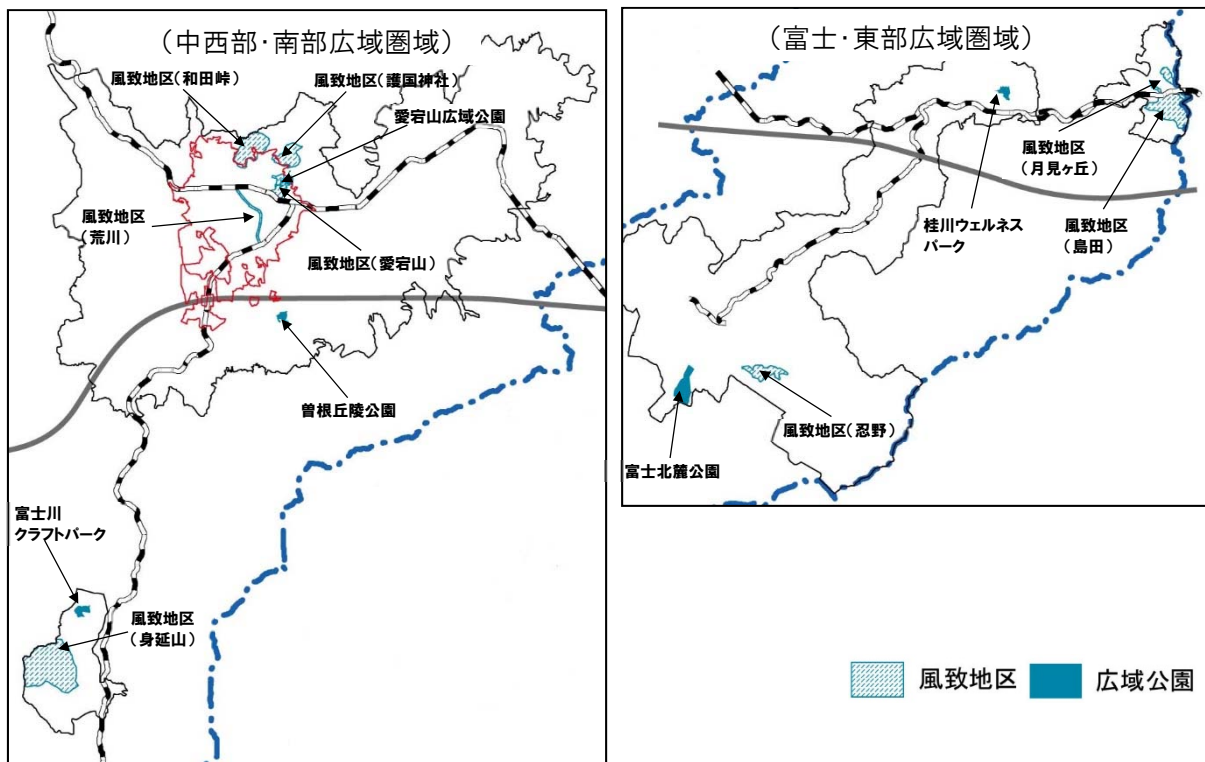 (中西部・南部広域圏域)
風致地区(和田峠)
風致地区(護国神社)
愛宕山広域公園
風致地区
(荒川)
風致地区(愛宕山)
曽根丘陵公園
富士川
クラフトパーク
風致地区
(身延山)
(富士・東部広域圏域)
風致地区
(月見ヶ丘)
桂川ウェルネス
パーク
風致地区
(島田)
風致地区(忍野)
富士北麓公園
風致地区
広域公園